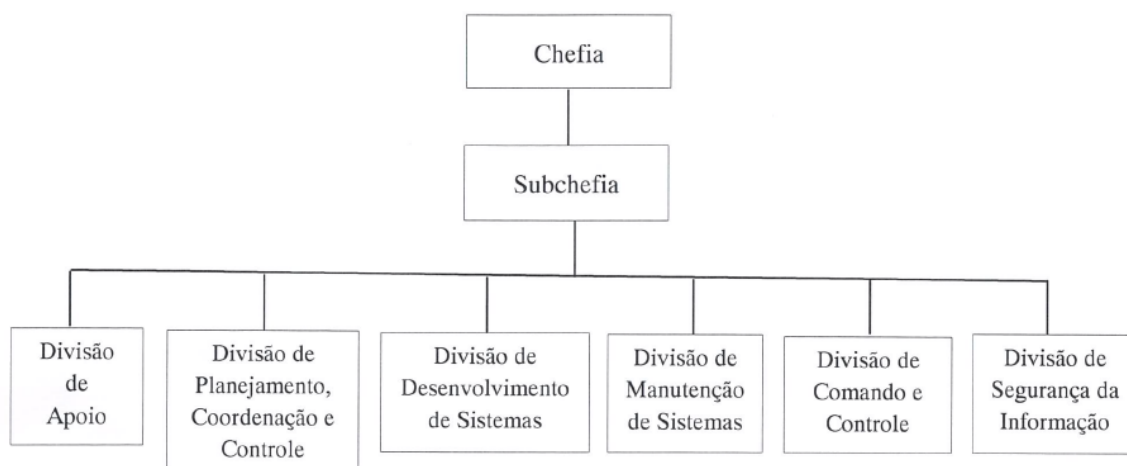 Chefia
Subchefia
Divisão
de
Apoio
Divisão de
Planejamento,
Coordenação e
Controle
Divisão de
Desenvolvimento
de Sistemas
Divisão de
Manutenção
de Sistemas
Divisão de
Comando e
Controle
Divisão de
Segurança da
Informação